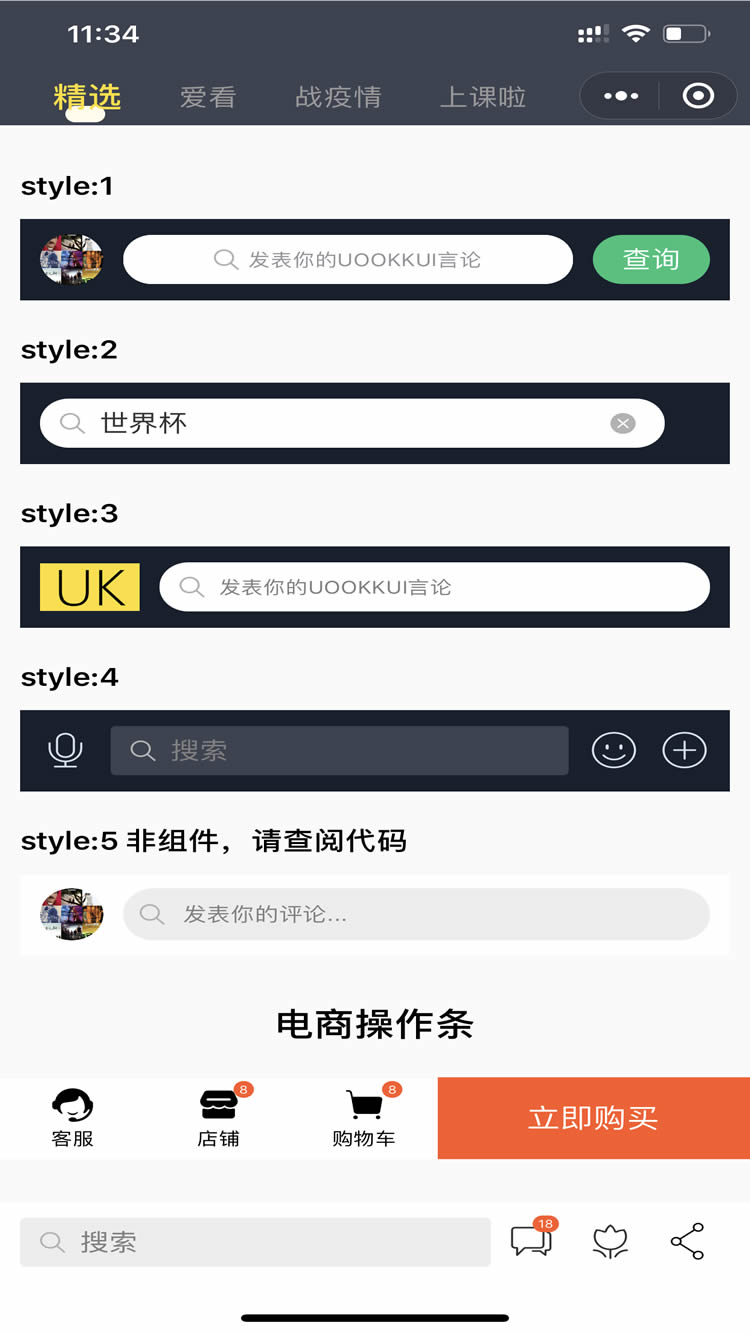 11:34
精选 爱看 战疫情 上课啦
style:1
发表你的UOOKKUI言论 查询
style:2
世界杯
style:3
UK 发表你的UOOKKUI言论
style:4
搜索
style:5 非组件，请查阅代码
发表你的评论...
电商操作条
8 8
客服 店铺 购物车 立即购买
18
搜索